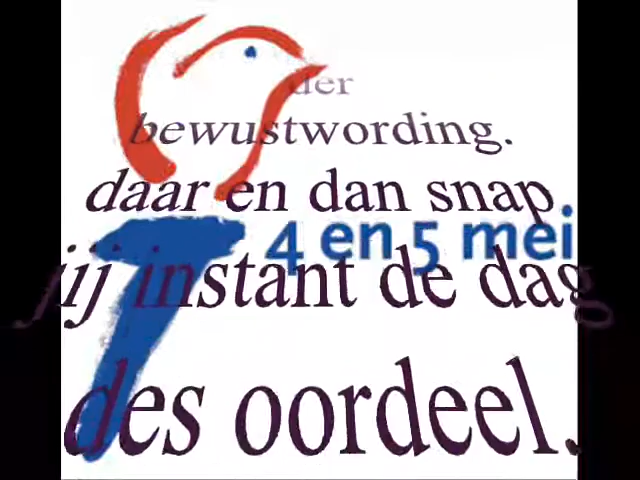 der
bewustwording.
daar en dan snap
4 en 5 mei
jij instant de dag
des oordeel.